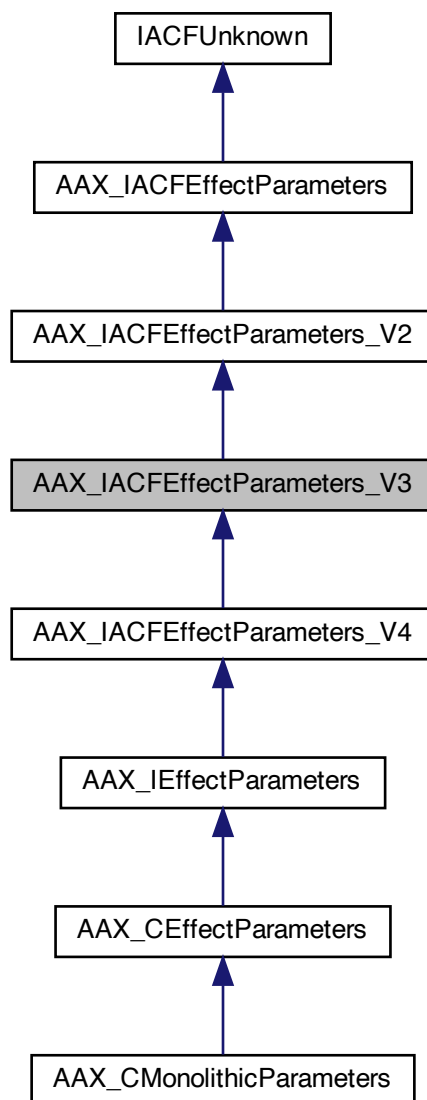 IACFUnknown
AAX_IACFEffectParameters
AAX_IACFEffectParameters_V2
AAX_IACFEffectParameters_V3
AAX_IACFEffectParameters_V4
AAX_IEffectParameters
AAX_CEffectParameters
AAX_CMonolithicParameters